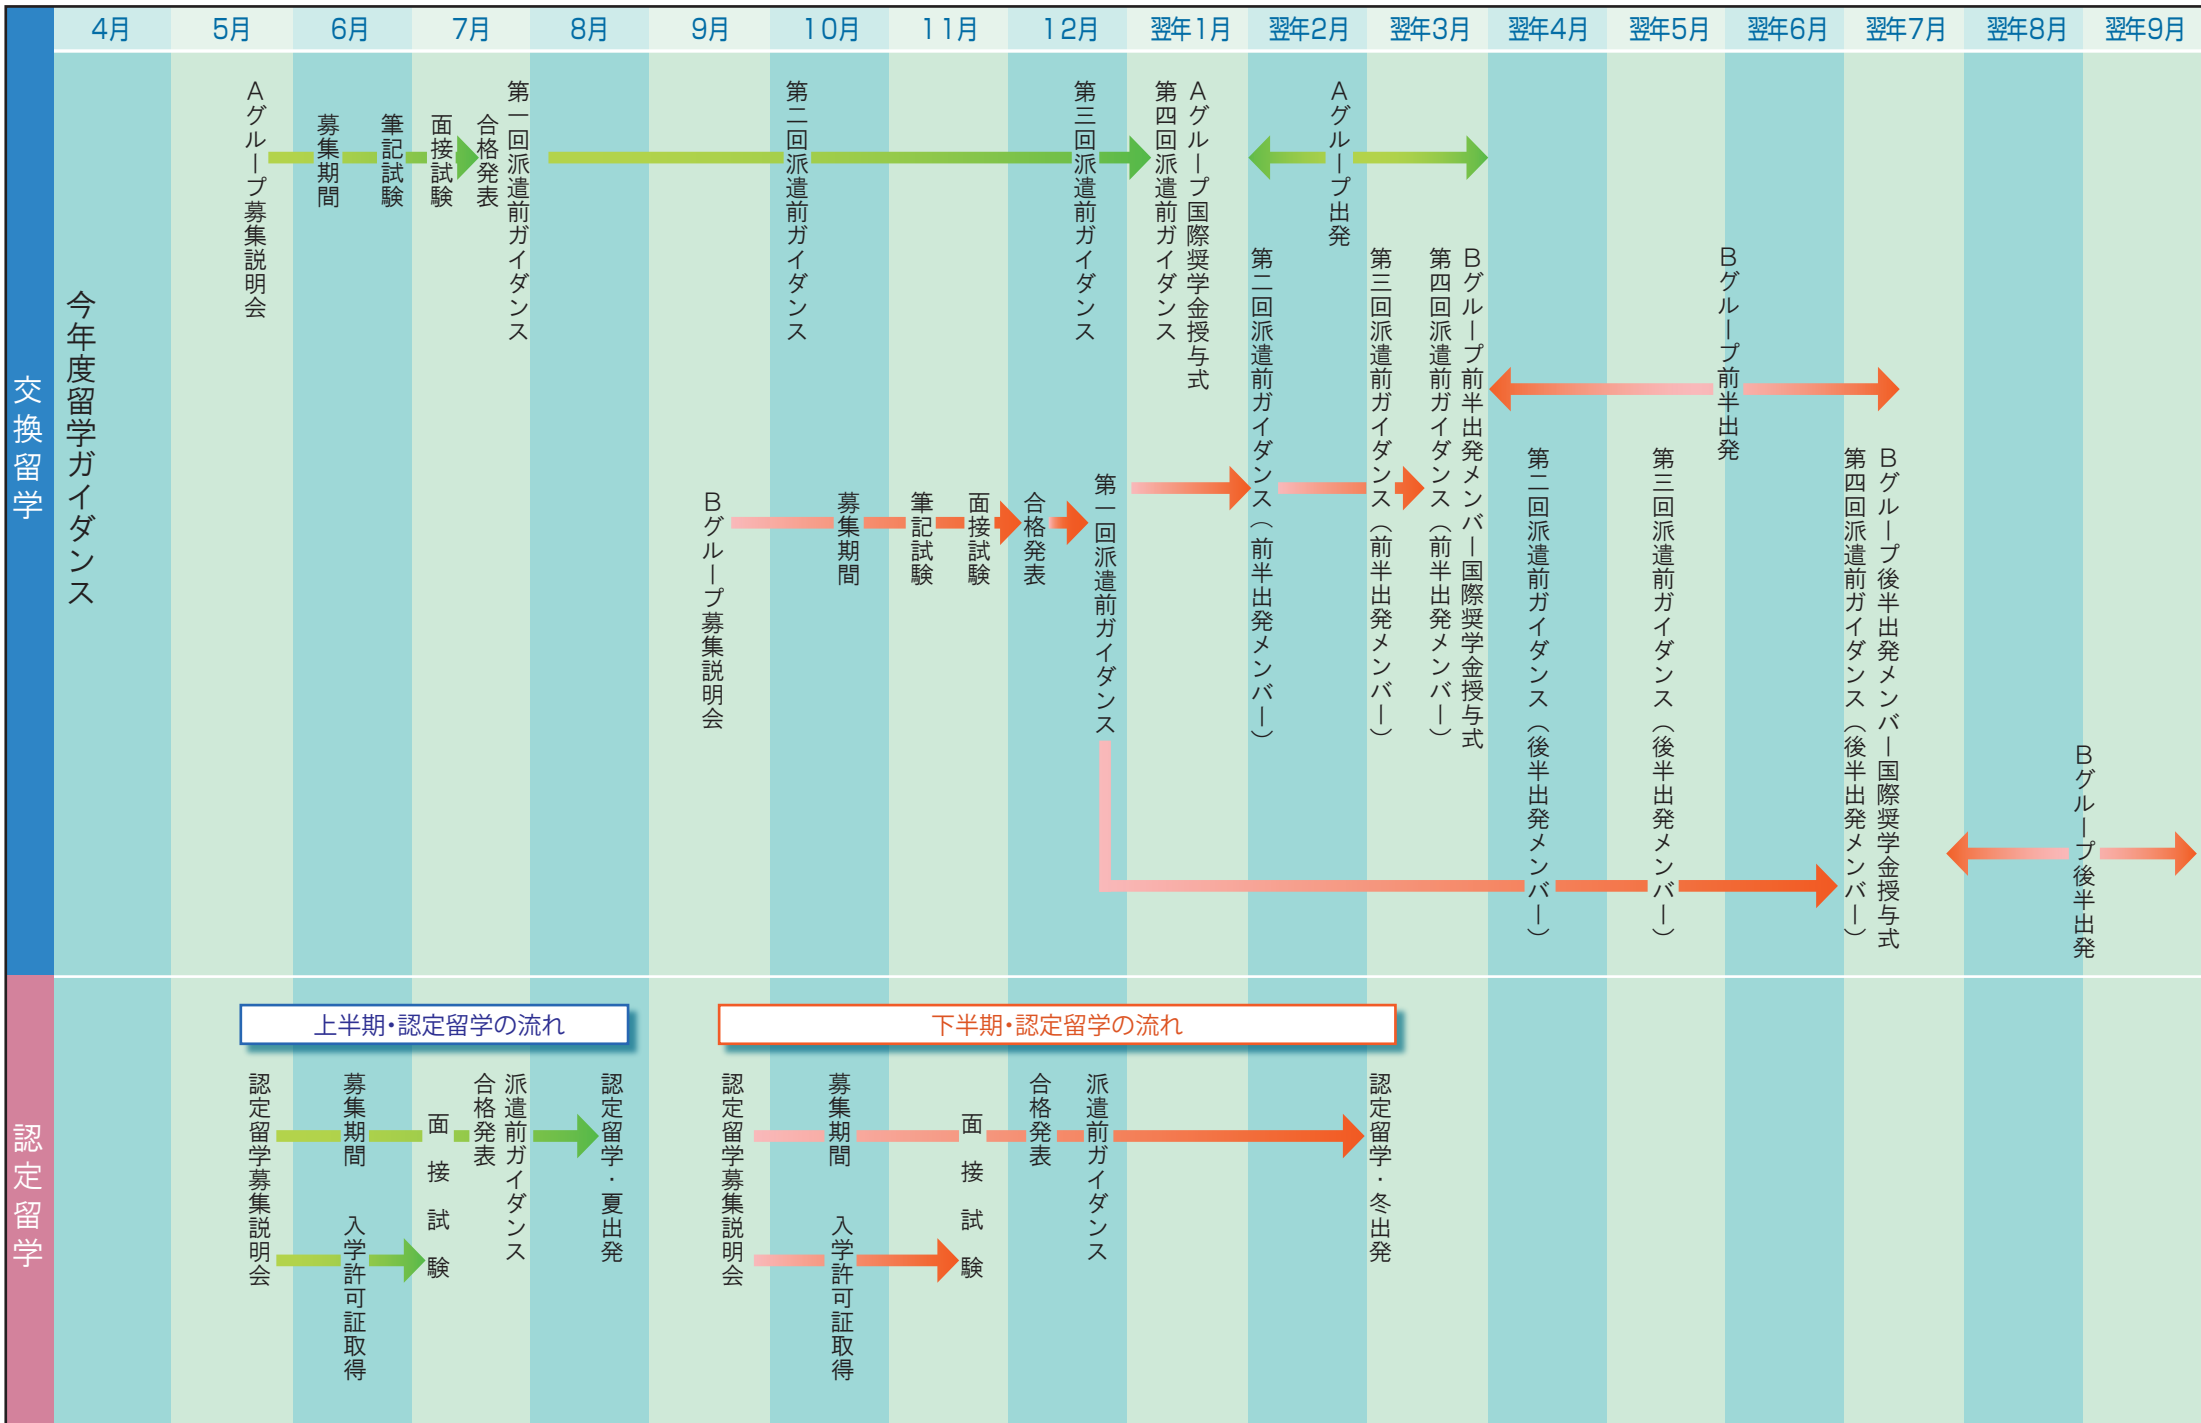 4月
5月
6月
7月
8月
9月
10月
11月
12月
翌年1月
翌年2月
翌年3月
翌年4月
翌年5月
翌年6月
翌年7月
翌年8月
翌年9月
交換留学
今年度留学ガイダンス
Aグループ募集説明会
募集期間
筆記試験
面接試験
合格発表
第一回派遣前ガイダンス
第二回派遣前ガイダンス
第三回派遣前ガイダンス
第四回派遣前ガイダンス
Aグループ国際奨学金授与式
Aグループ出発
Bグループ募集説明会
募集期間
筆記試験
面接試験
合格発表
第一回派遣前ガイダンス
第二回派遣前ガイダンス（前半出発メンバー）
第三回派遣前ガイダンス（前半出発メンバー）
第四回派遣前ガイダンス（前半出発メンバー）
Bグループ前半出発メンバー国際奨学金授与式
Bグループ前半出発
第二回派遣前ガイダンス（後半出発メンバー）
第三回派遣前ガイダンス（後半出発メンバー）
第四回派遣前ガイダンス（後半出発メンバー）
Bグループ後半出発メンバー国際奨学金授与式
Bグループ後半出発
認定留学
上半期・認定留学の流れ
認定留学募集説明会
募集期間
入学許可証取得
面接試験
合格発表
派遣前ガイダンス
認定留学・夏出発
下半期・認定留学の流れ
認定留学募集説明会
募集期間
入学許可証取得
面接試験
合格発表
派遣前ガイダンス
認定留学・冬出発